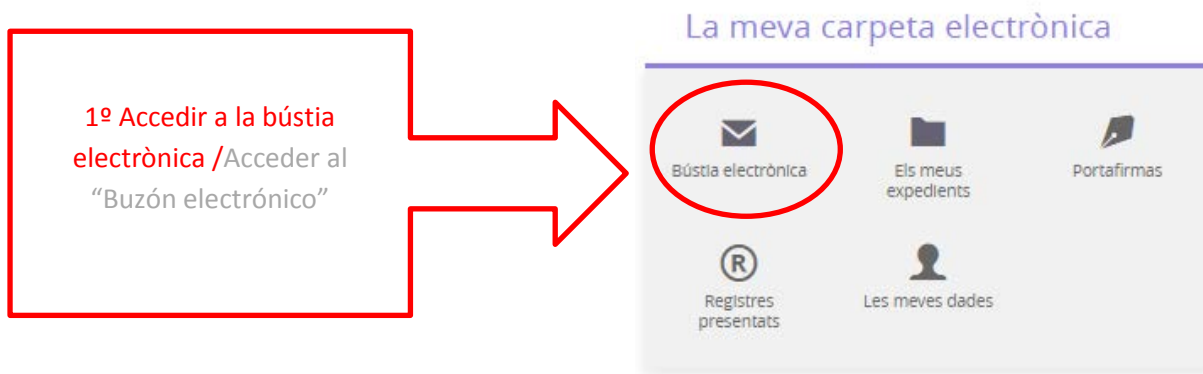 1º Accedir a la bústia
electrònica /Acceder al
“Buzón electrónico”
La meva carpeta electrònica
Bústia electrònica
Els meus
expedients
Portafirmas
®
Registres
presentats
Les meves dades